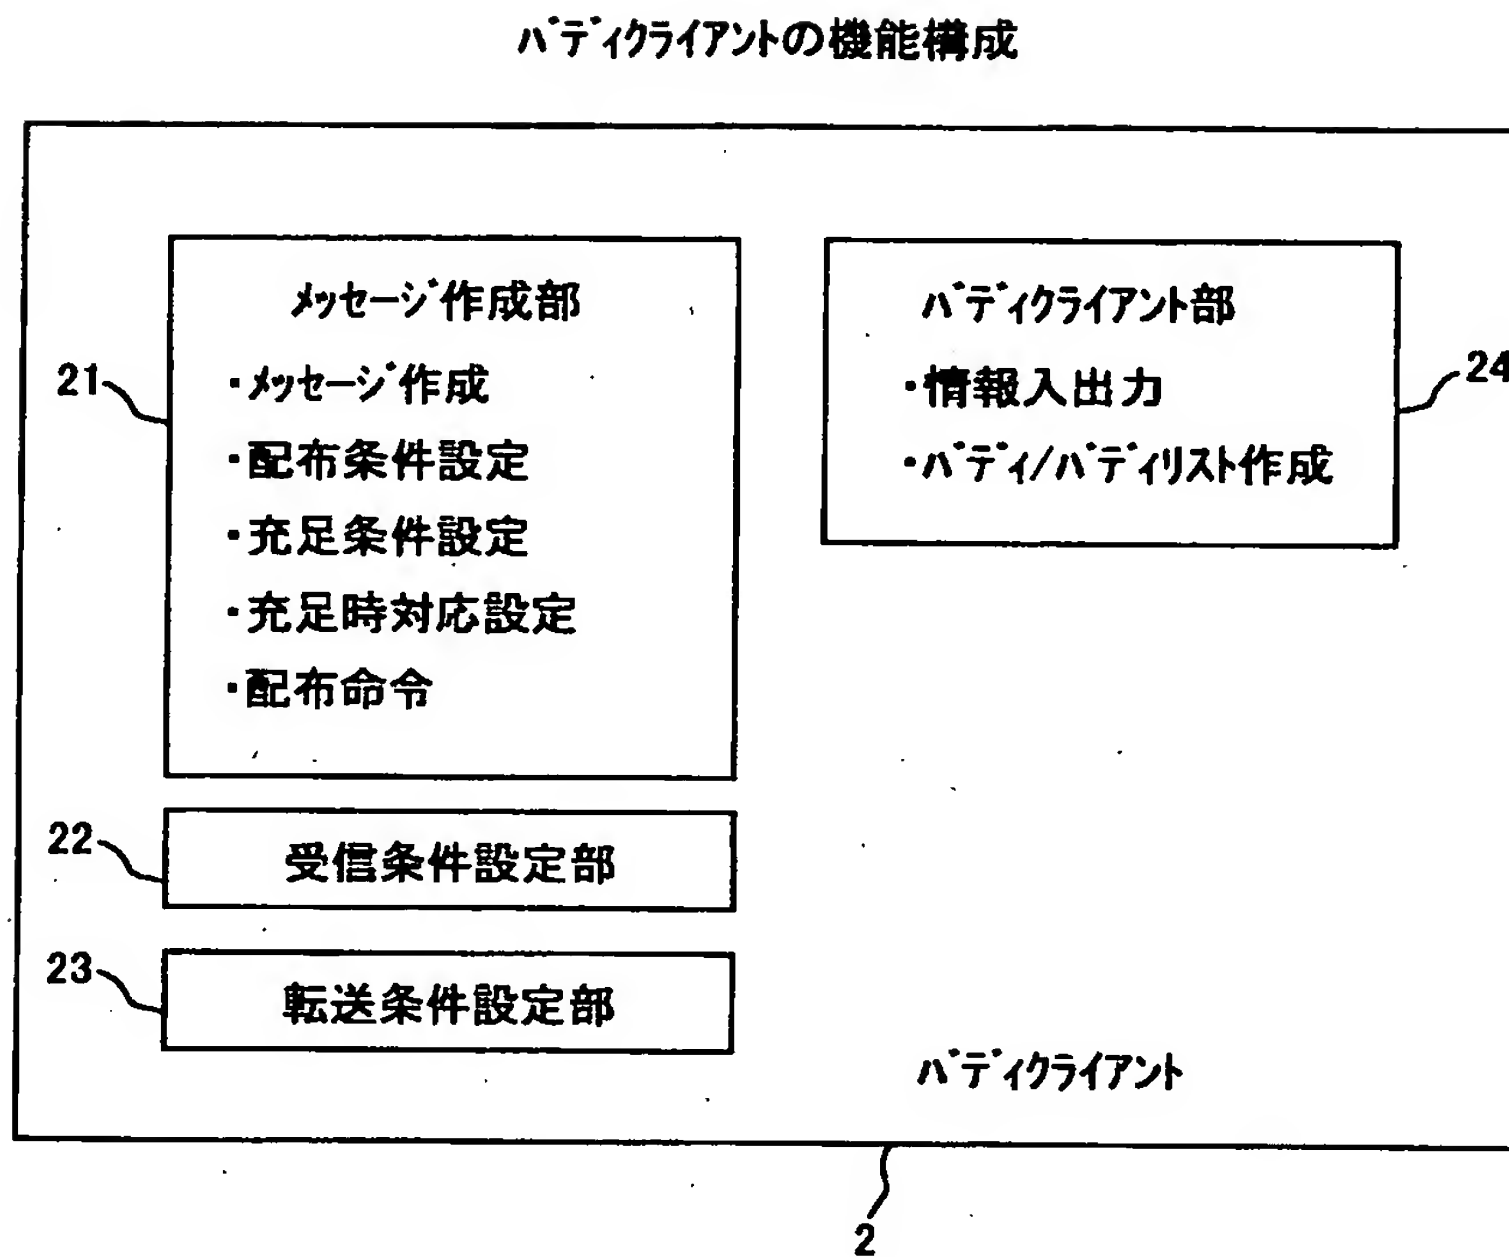 バディクライアントの機能構成
メッセージ作成部
・メッセージ作成
・配布条件設定
・充足条件設定
・充足時対応設定
・配布命令
21
バディクライアント部
・情報入出力
・バディ/バディリスト作成
24
22
受信条件設定部
23
転送条件設定部
バディクライアント
2